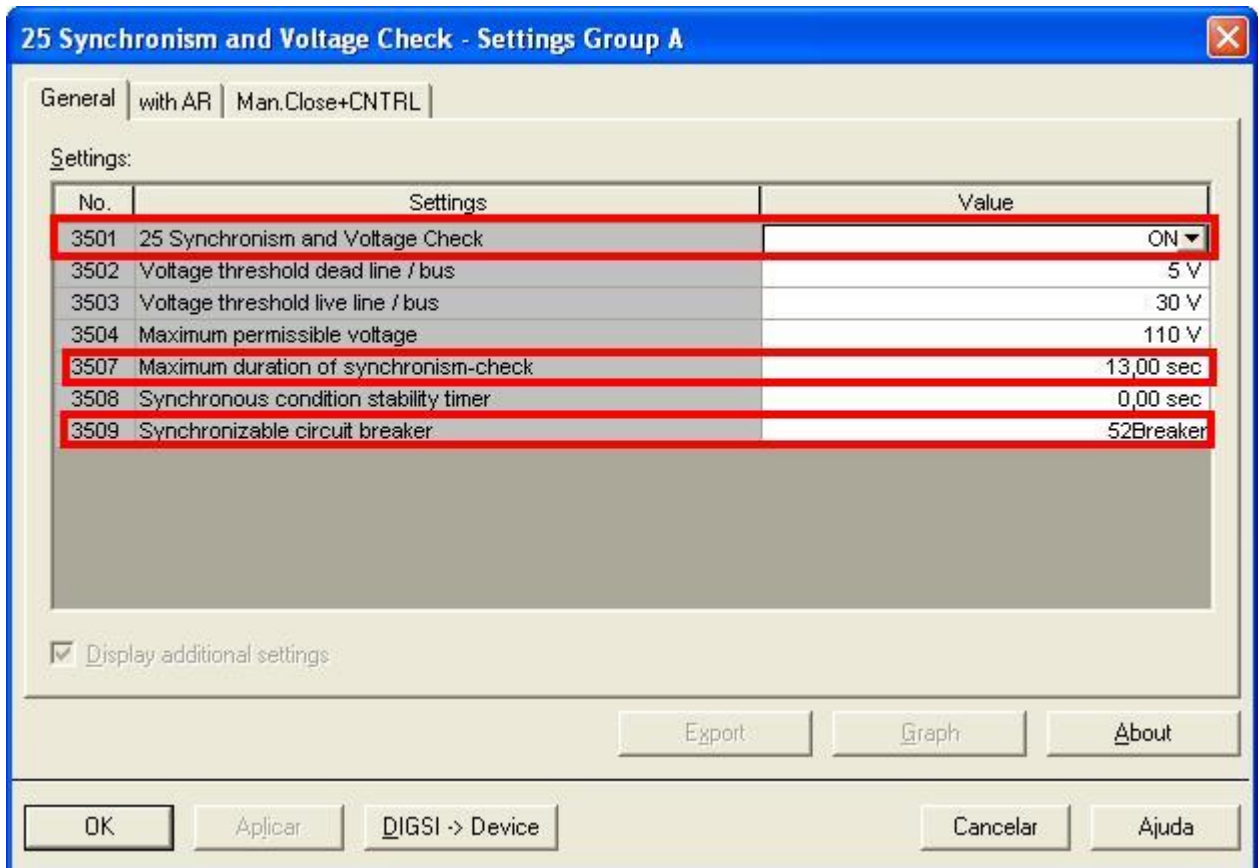 25 Synchronism and Voltage Check - Settings Group A
General with AR Man.Close+CNTRL
Settings:
No. Settings Value
3501 25 Synchronism and Voltage Check ON
3502 Voltage threshold dead line / bus 5 V
3503 Voltage threshold live line / bus 30 V
3504 Maximum permissible voltage 110 V
3507 Maximum duration of synchronism-check 13,00 sec
3508 Synchronous condition stability timer 0,00 sec
3509 Synchronizable circuit breaker 52Breaker
Display additional settings
Export Graph About
OK Aplicar DIGSI -> Device Cancelar Ajuda